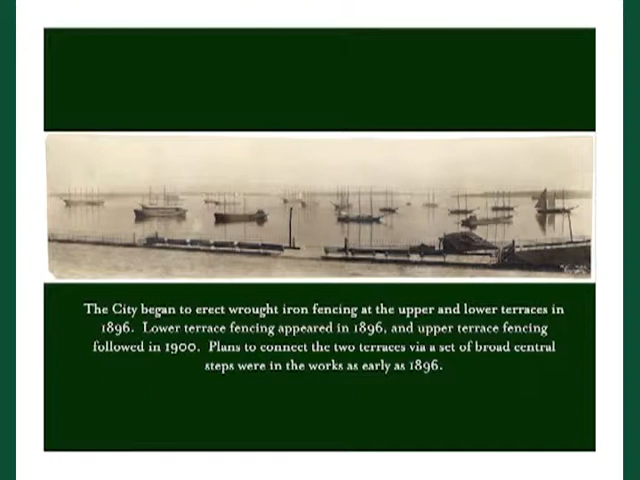 The City began to erect wrought iron fencing at the upper and lower terraces in
1896. Lower terrace fencing appeared in 1896, and upper terrace fencing
followed in 1900. Plans to connect the two terraces via a set of broad central
steps were in the works as early as 1896.